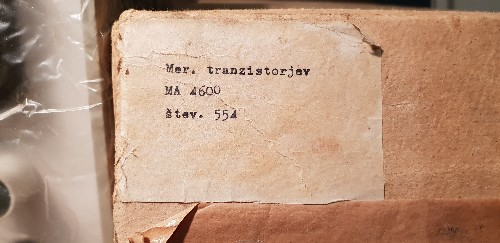 Mer. tranzistorjev
MA 4600
štev. 554